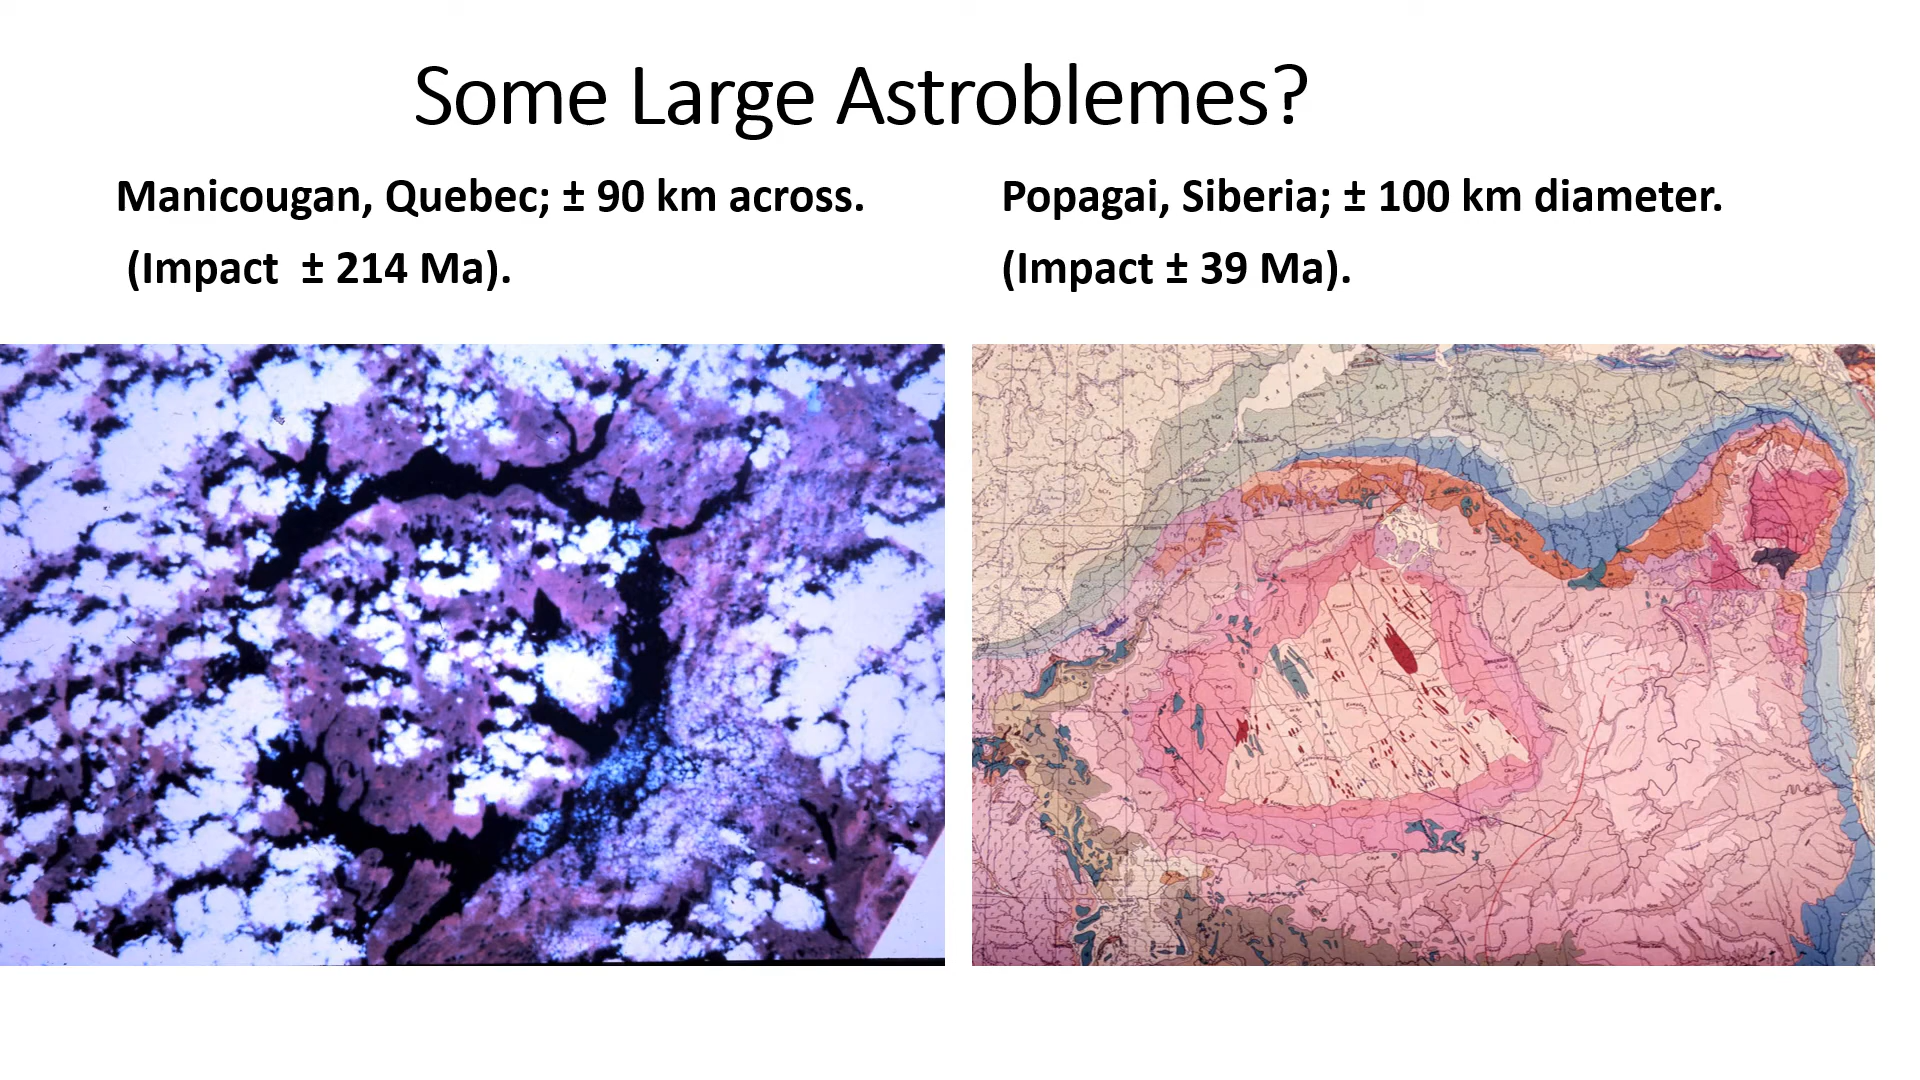 Some Large Astroblemes?
Manicougan, Quebec; ± 90 km across.
(Impact  ± 214 Ma).
Popagai, Siberia; ± 100 km diameter.
(Impact ± 39 Ma).